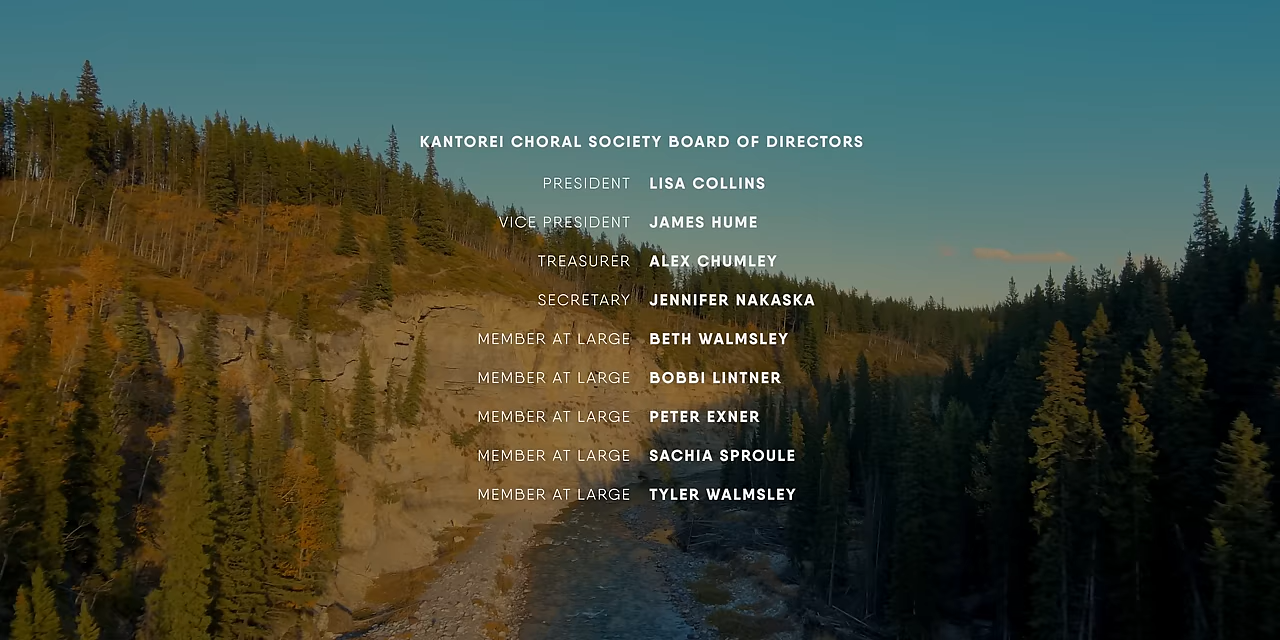 KANTOREI CHORAL SOCIETY BOARD OF DIRECTORS
PRESIDENT LISA COLLINS
VICE PRESIDENT JAMES HUME
TREASURER ALEX CHUMLEY
SECRETARY JENNIFER NAKASKA
MEMBER AT LARGE BETH WALMSLEY
MEMBER AT LARGE BOBBI LINTNER
MEMBER AT LARGE PETER EXNER
MEMBER AT LARGE SACHIA SPROULE
MEMBER AT LARGE TYLER WALMSLEY